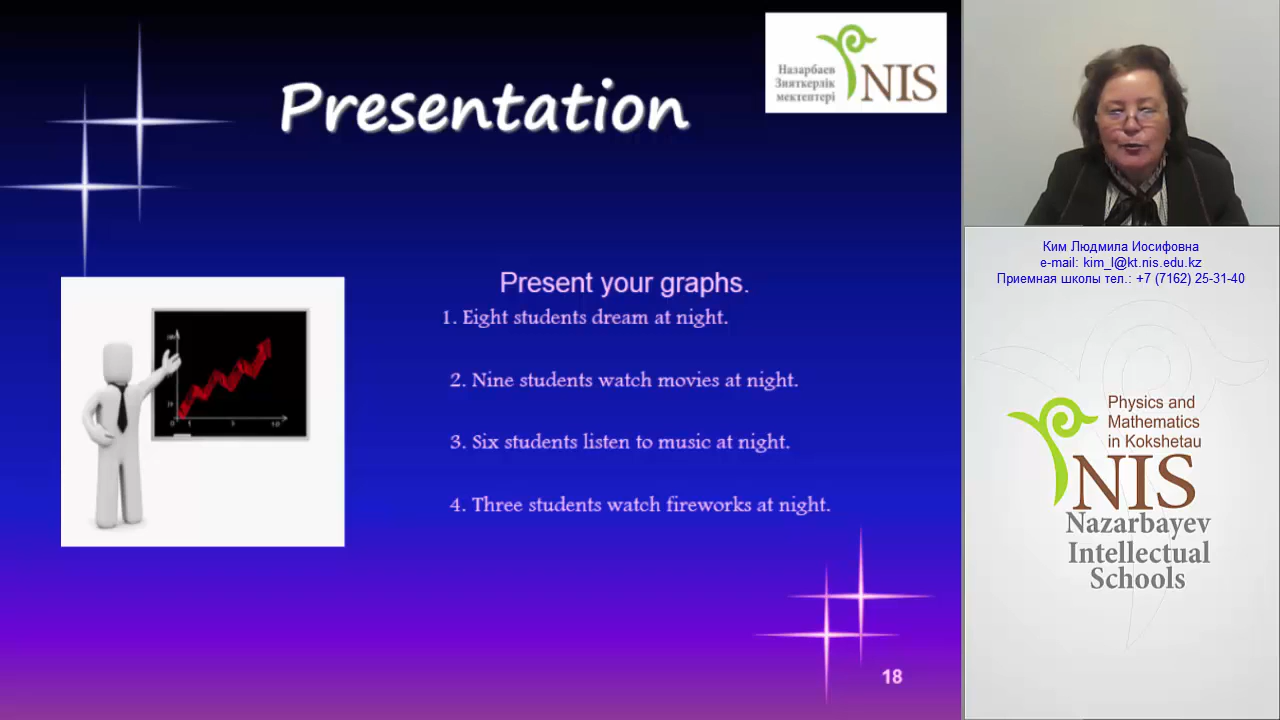 Presentation
Назарбаев
Зияткерлік
мектептері
NIS
Present your graphs.
1. Eight students dream at night.
2. Nine students watch movies at night.
3. Six students listen to music at night.
4. Three students watch fireworks at night.
18
Ким Людмила Иосифовна
e-mail: kim_l@kt.nis.edu.kz
Приемная школы тел.: +7 (7162) 25-31-40
Physics and
Mathematics
in Kokshetau
NIS
Nazarbayev
Intellectual
Schools